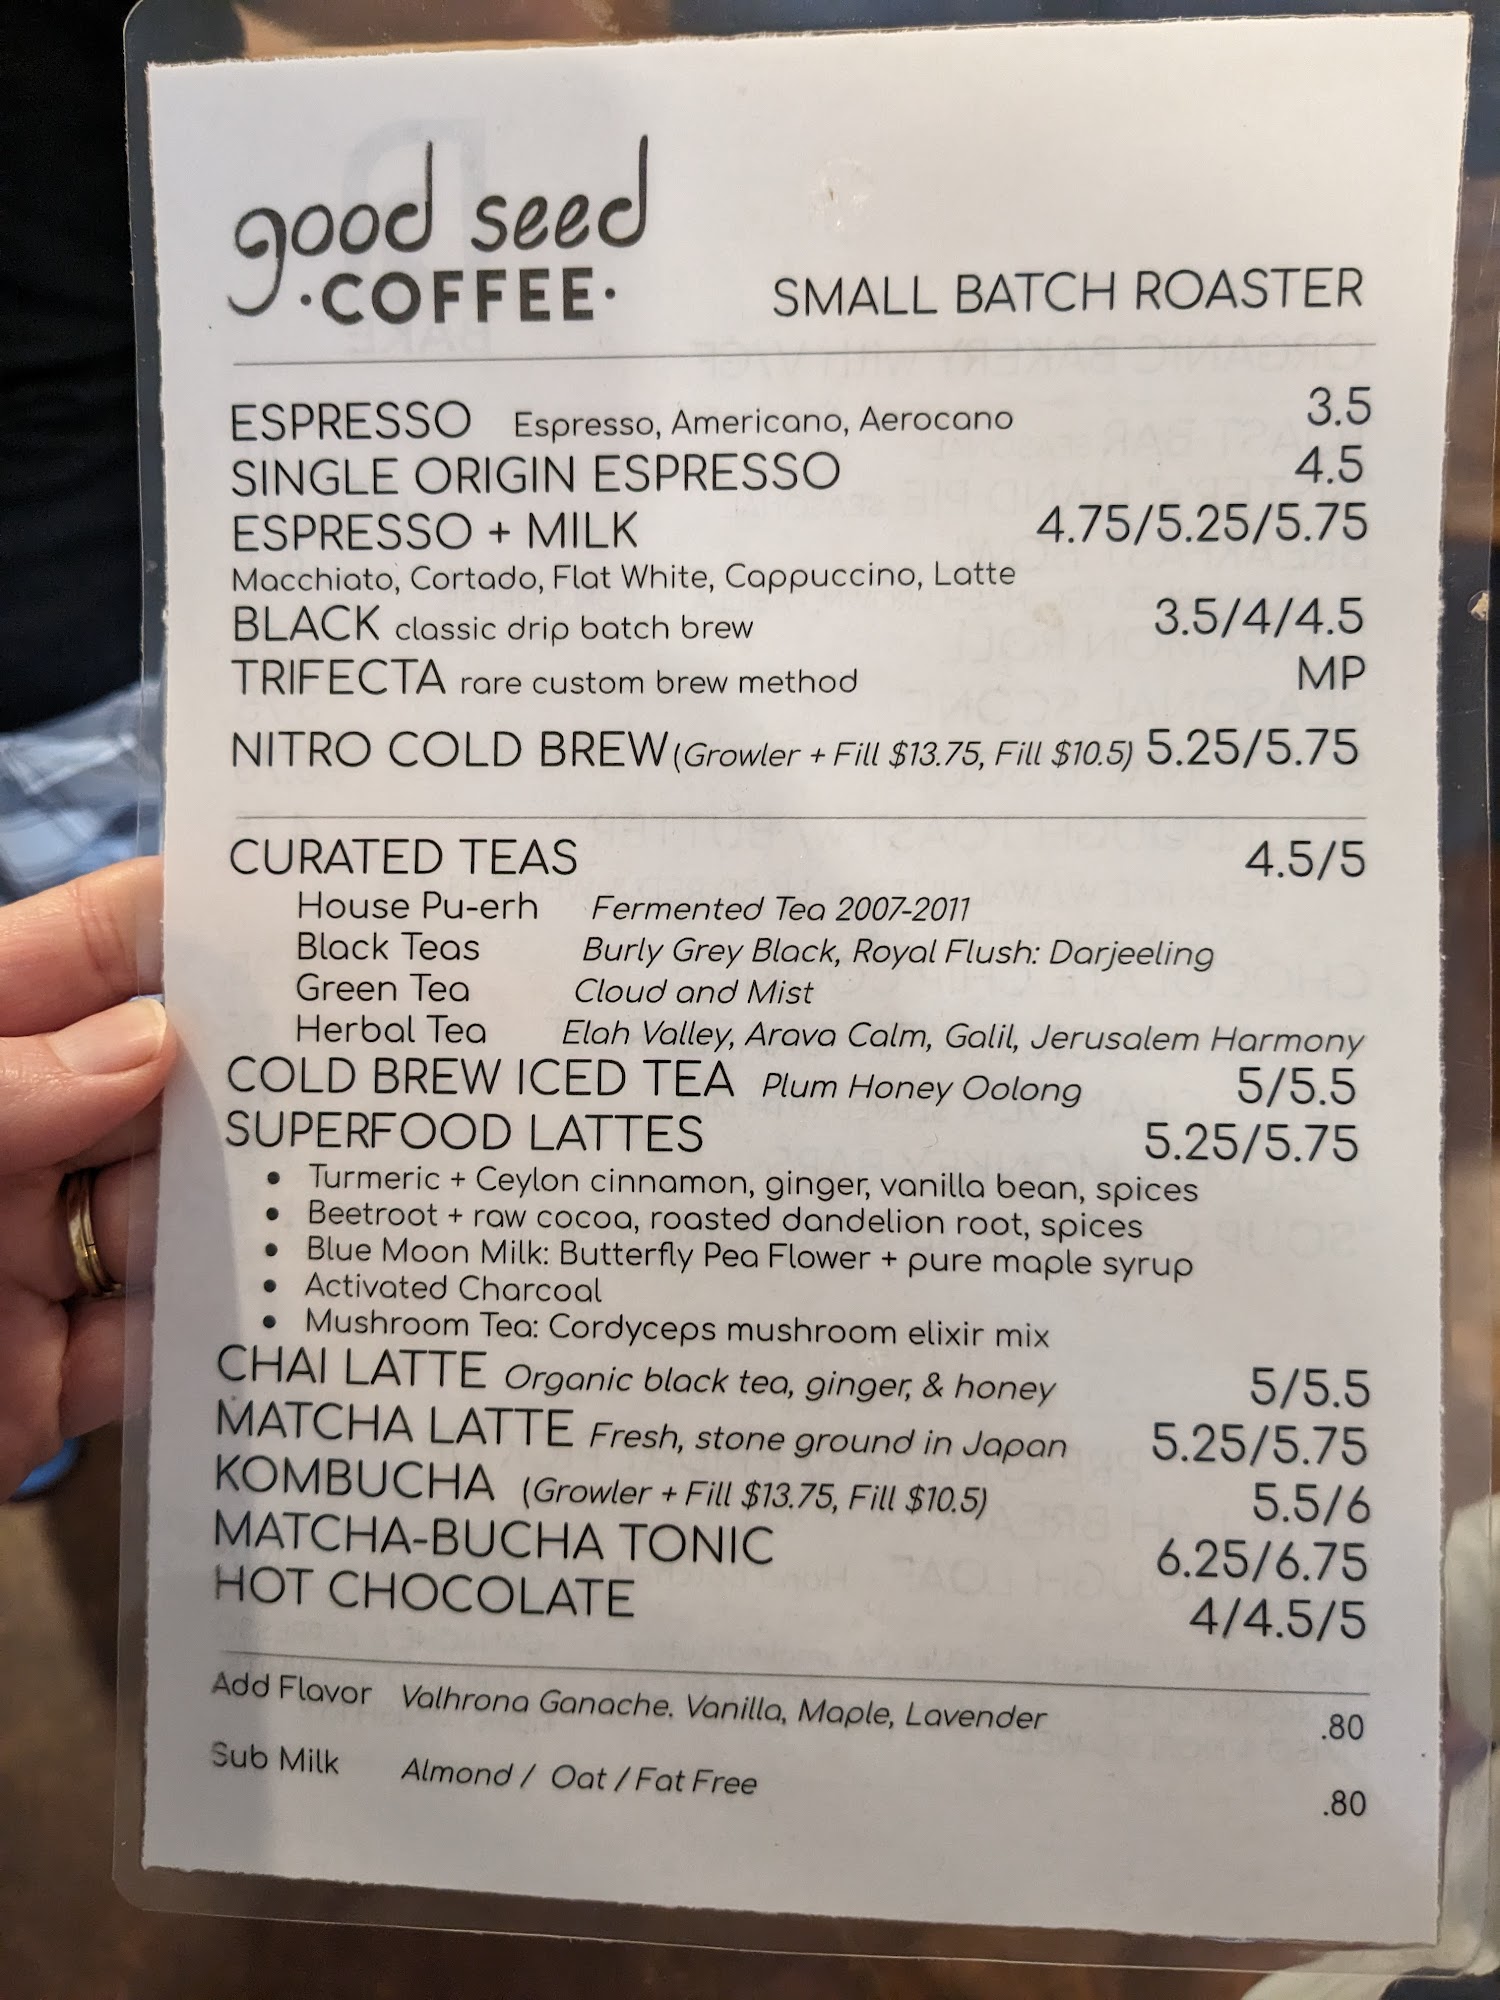 good seed
·COFFEE·
SMALL BATCH ROASTER
ESPRESSO Espresso, Americano, Aerocano 3.5
SINGLE ORIGIN ESPRESSO 4.5
ESPRESSO + MILK 4.75/5.25/5.75
Macchiato, Cortado, Flat White, Cappuccino, Latte
BLACK classic drip batch brew 3.5/4/4.5
TRIFECTA rare custom brew method MP
NITRO COLD BREW (Growler + Fill $13.75, Fill $10.5) 5.25/5.75
CURATED TEAS 4.5/5
House Pu-erh Fermented Tea 2007-2011
Black Teas Burly Grey Black, Royal Flush: Darjeeling
Green Tea Cloud and Mist
Herbal Tea Elah Valley, Arava Calm, Galil, Jerusalem Harmony
COLD BREW ICED TEA Plum Honey Oolong 5/5.5
SUPERFOOD LATTES 5.25/5.75
• Turmeric + Ceylon cinnamon, ginger, vanilla bean, spices
• Beetroot + raw cocoa, roasted dandelion root, spices
• Blue Moon Milk: Butterfly Pea Flower + pure maple syrup
• Activated Charcoal
• Mushroom Tea: Cordyceps mushroom elixir mix
CHAI LATTE Organic black tea, ginger, & honey 5/5.5
MATCHA LATTE Fresh, stone ground in Japan 5.25/5.75
KOMBUCHA (Growler + Fill $13.75, Fill $10.5) 5.5/6
MATCHA-BUCHA TONIC 6.25/6.75
HOT CHOCOLATE 4/4.5/5
Add Flavor Valhrona Ganache. Vanilla, Maple, Lavender .80
Sub Milk Almond / Oat / Fat Free .80